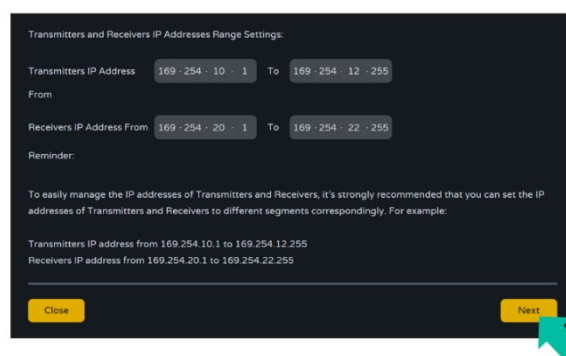 Transmitters and Receivers IP Addresses Range Settings:
Transmitters IP Address From 169 · 254 · 10 · 1 To 169 · 254 · 12 · 255
Receivers IP Address From 169 · 254 · 20 · 1 To 169 · 254 · 22 · 255
Reminder:
To easily manage the IP addresses of Transmitters and Receivers, it's strongly recommended that you can set the IP
addresses of Transmitters and Receivers to different segments correspondingly. For example:
Transmitters IP address from 169.254.10.1 to 169.254.12.255
Receivers IP address from 169.254.20.1 to 169.254.22.255
Close
Next